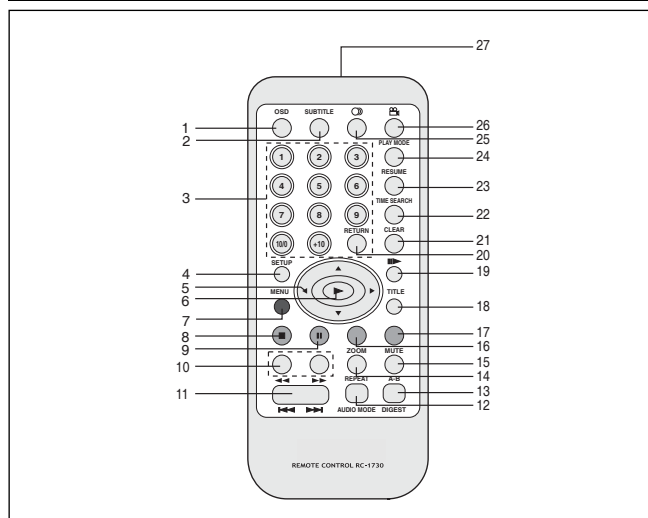 27
OSD SUBTITLE
1
2
26
25
PLAY MODE
24
1 2 3
RESUME
23
4 5 6
3
TIME SEARCH
22
7 8 9
RETURN CLEAR
21
10/0 +10
20
SETUP
4
19
5
6
MENU TITLE
18
7
8
9
17
16
ZOOM MUTE
15
14
10
REPEAT A-B
13
11
12
AUDIO MODE DIGEST
REMOTE CONTROL RC-1730